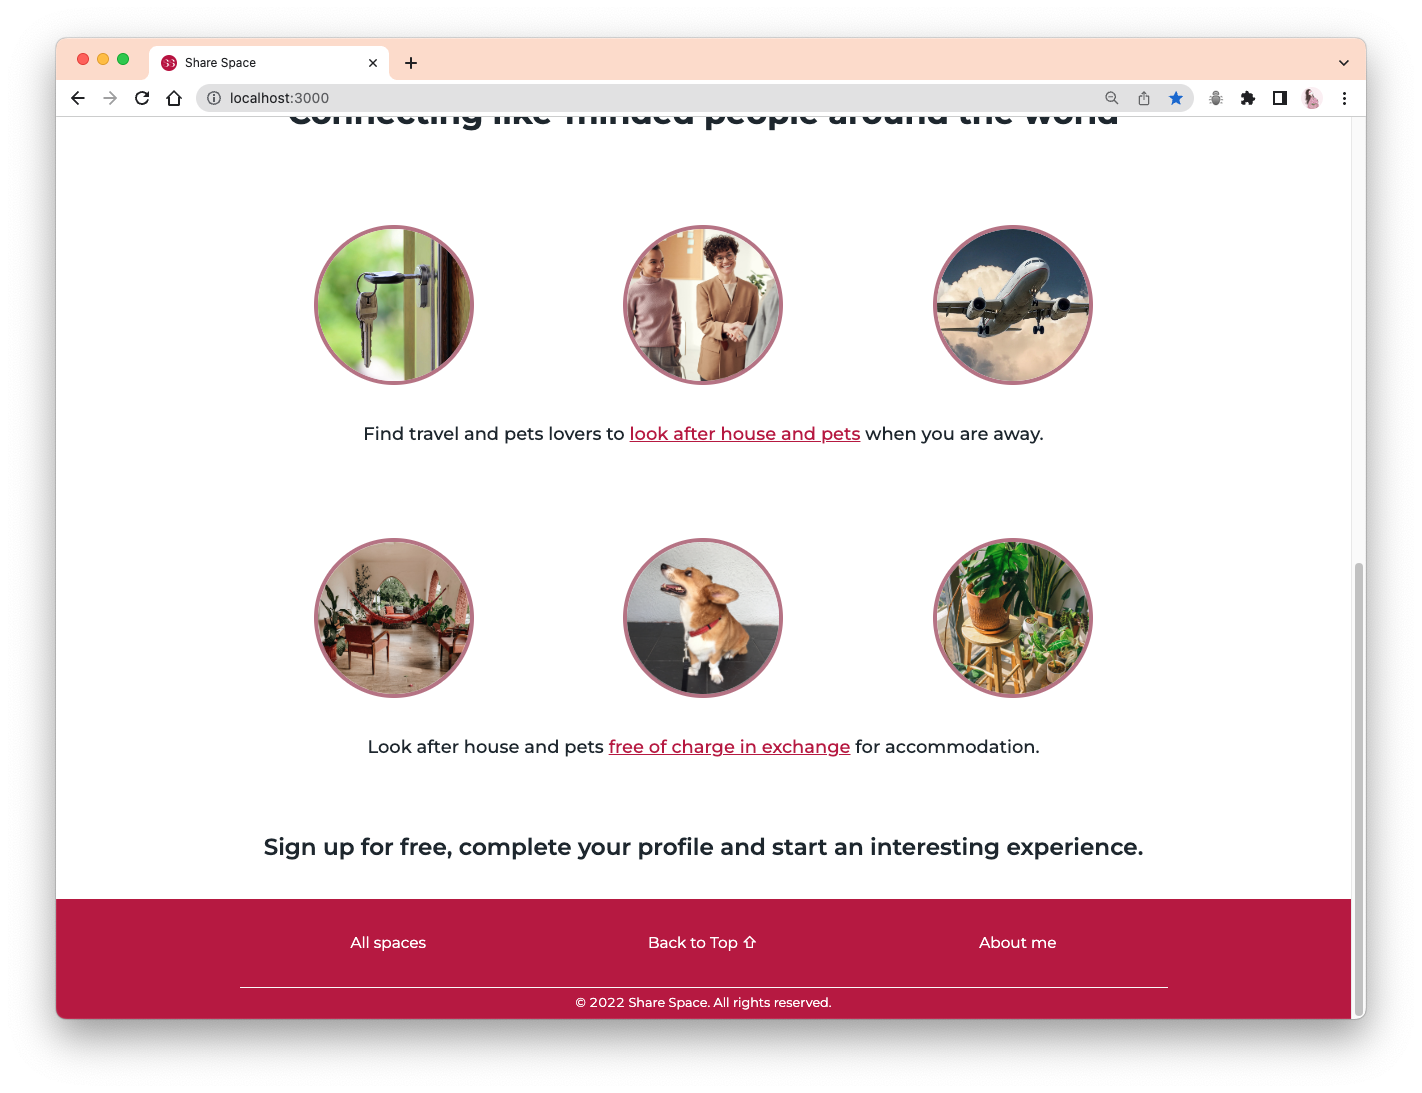 Share Space
localhost:3000
Connecting like-minded people around the world
Find travel and pets lovers to look after house and pets when you are away.
Look after house and pets free of charge in exchange for accommodation.
Sign up for free, complete your profile and start an interesting experience.
All spaces
Back to Top ⇧
About me
© 2022 Share Space. All rights reserved.